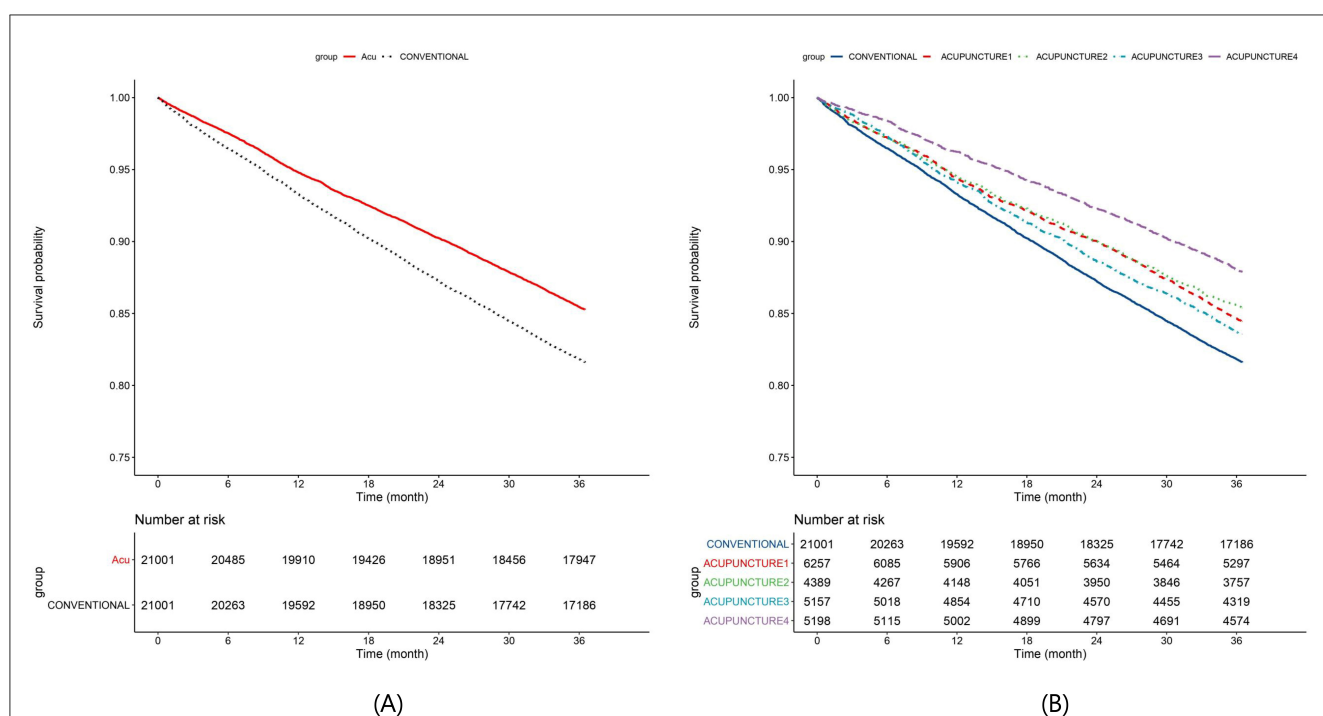 group Acu CONVENTIONAL
1.00
0.95
0.90
0.85
0.80
0.75
Survival probability
0 6 12 18 24 30 36
Time (month)
Number at risk
group
Acu 21001 20485 19910 19426 18951 18456 17947
CONVENTIONAL 21001 20263 19592 18950 18325 17742 17186
0 6 12 18 24 30 36
Time (month)
(A)
group CONVENTIONAL ACUPUNCTURE1 ACUPUNCTURE2 ACUPUNCTURE3 ACUPUNCTURE4
1.00
0.95
0.90
0.85
0.80
0.75
Survival probability
0 6 12 18 24 30 36
Time (month)
Number at risk
group
CONVENTIONAL 21001 20263 19592 18950 18325 17742 17186
ACUPUNCTURE1 6257 6085 5906 5766 5634 5464 5297
ACUPUNCTURE2 4389 4267 4148 4051 3950 3846 3757
ACUPUNCTURE3 5157 5018 4854 4710 4570 4455 4319
ACUPUNCTURE4 5198 5115 5002 4899 4797 4691 4574
0 6 12 18 24 30 36
Time (month)
(B)